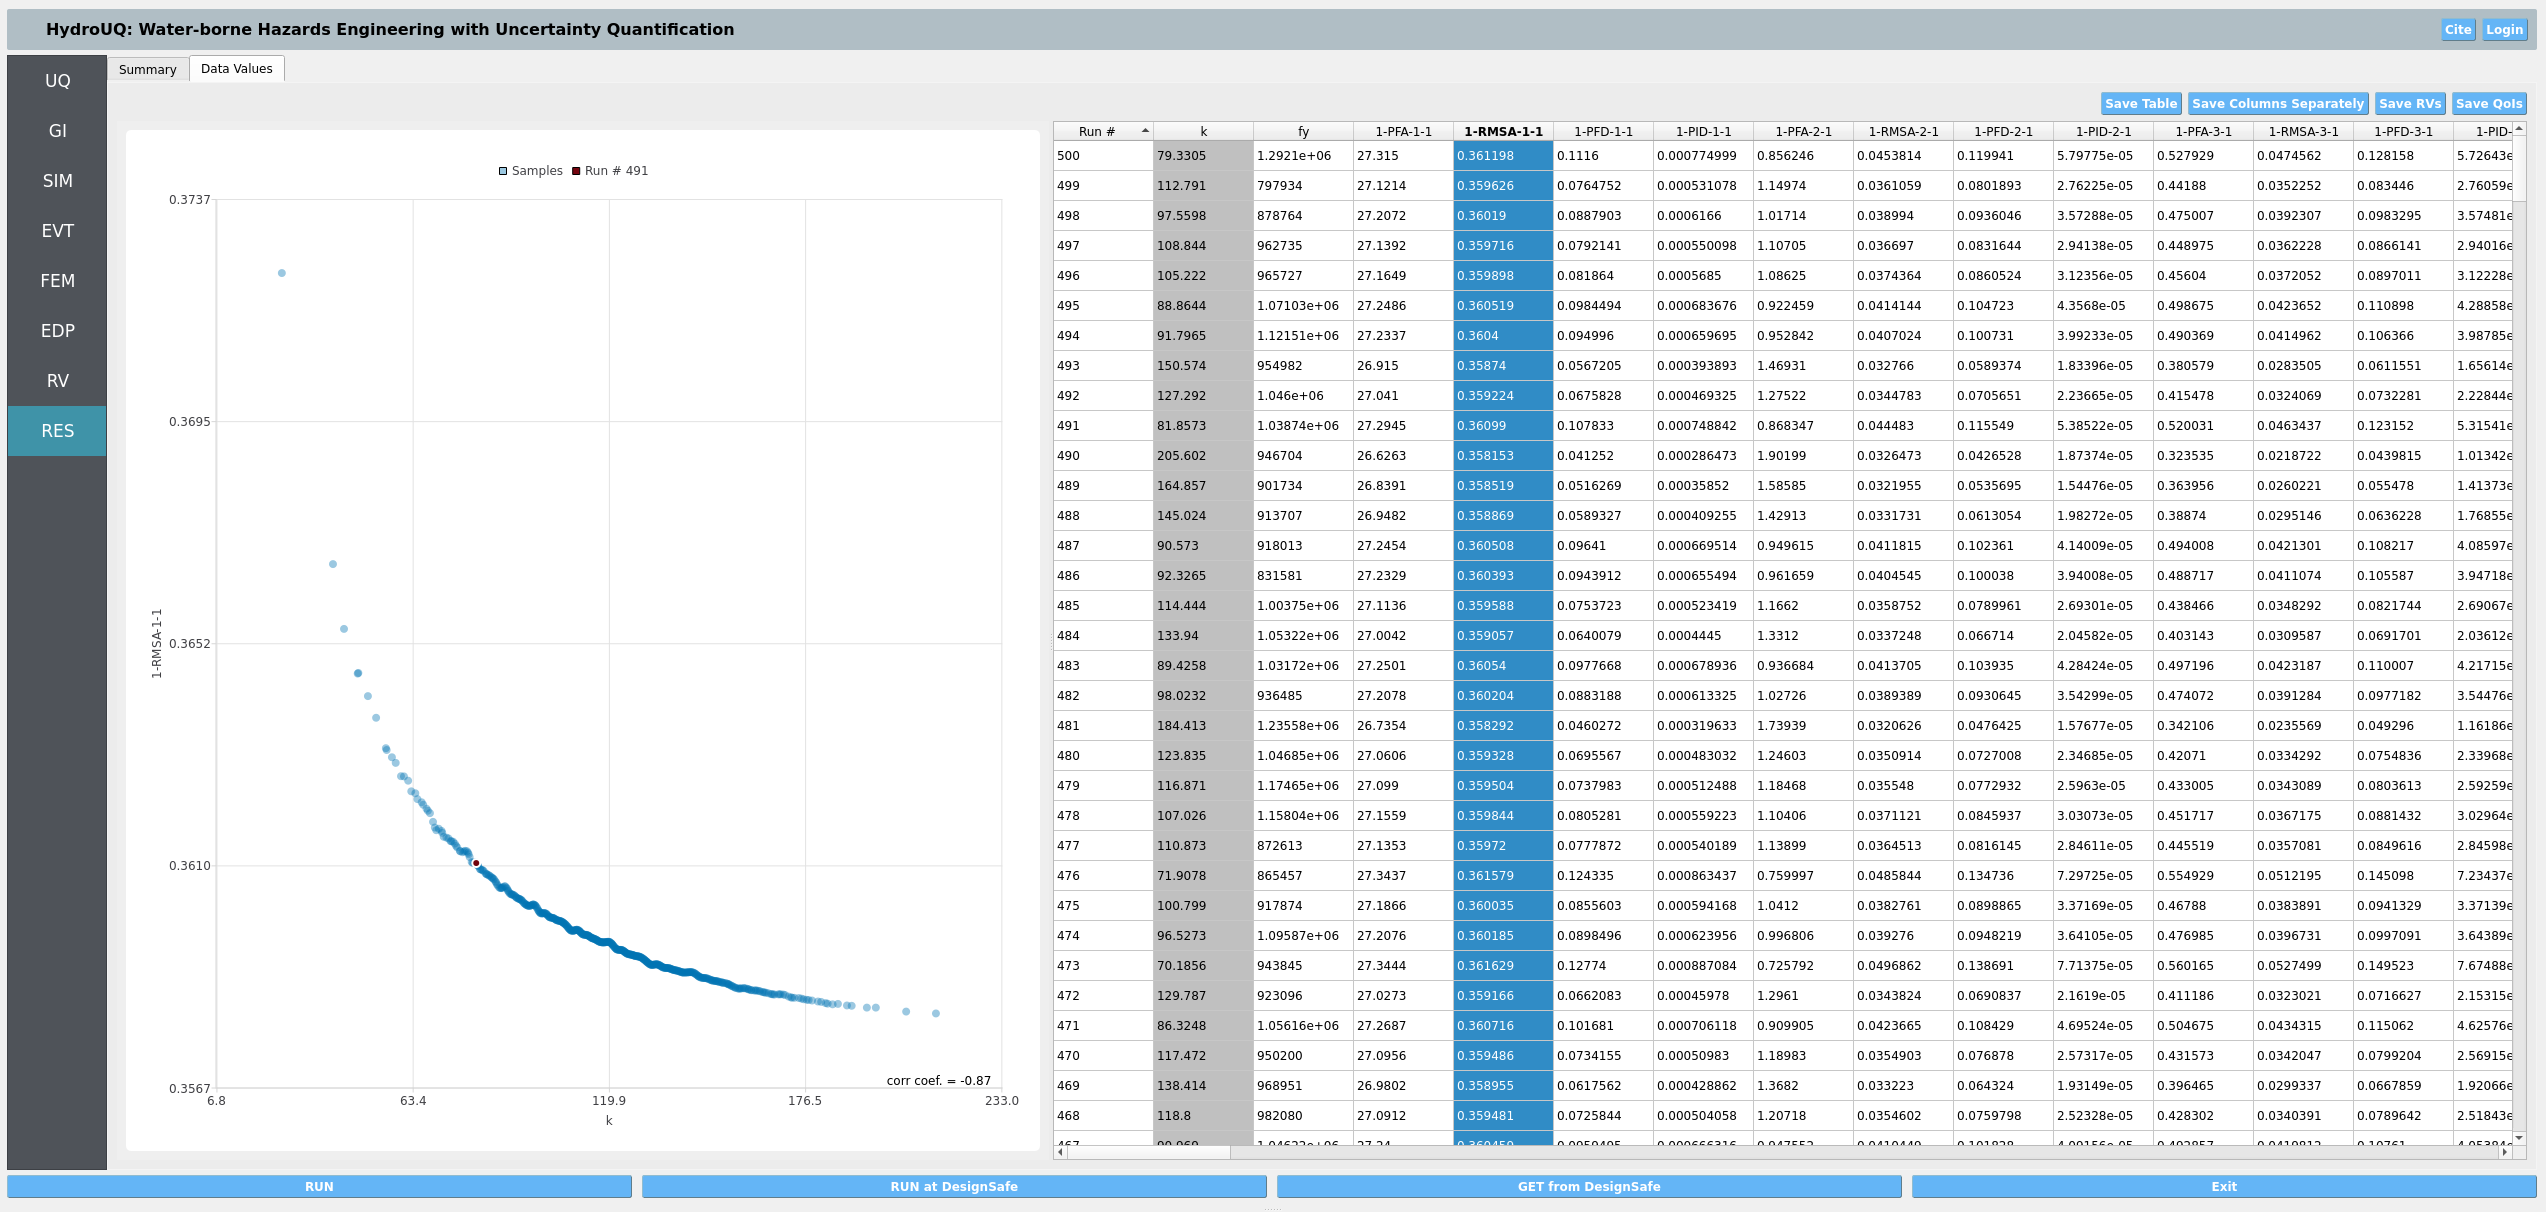 HydroUQ: Water-borne Hazards Engineering with Uncertainty Quantification
Cite Login
UQ
GI
SIM
EVT
FEM
EDP
RV
RES
Summary Data Values
Save Table Save Columns Separately Save RVs Save QoIs
Samples Run # 491
0.3737
0.3695
0.3652
0.3610
0.3567
1-RMSA-1-1
corr coef. = -0.87
6.8 63.4 119.9 176.5 233.0
k
Run # k fy 1-PFA-1-1 1-RMSA-1-1 1-PFD-1-1 1-PID-1-1 1-PFA-2-1 1-RMSA-2-1 1-PFD-2-1 1-PID-2-1 1-PFA-3-1 1-RMSA-3-1 1-PFD-3-1 1-PID-
500 79.3305 1.2921e+06 27.315 0.361198 0.1116 0.000774999 0.856246 0.0453814 0.119941 5.79775e-05 0.527929 0.0474562 0.128158 5.72643e
499 112.791 797934 27.1214 0.359626 0.0764752 0.000531078 1.14974 0.0361059 0.0801893 2.76225e-05 0.44188 0.0352252 0.083446 2.76059e
498 97.5598 878764 27.2072 0.36019 0.0887903 0.0006166 1.01714 0.038994 0.0936046 3.57288e-05 0.475007 0.0392307 0.0983295 3.57481e
497 108.844 962735 27.1392 0.359716 0.0792141 0.000550098 1.10705 0.036697 0.0831644 2.94138e-05 0.448975 0.0362228 0.0866141 2.94016e
496 105.222 965727 27.1649 0.359898 0.081864 0.0005685 1.08625 0.0374364 0.0860524 3.12356e-05 0.45604 0.0372052 0.0897011 3.12228e
495 88.8644 1.07103e+06 27.2486 0.360519 0.0984494 0.000683676 0.922459 0.0414144 0.104723 4.3568e-05 0.498675 0.0423652 0.110898 4.28858e
494 91.7965 1.12151e+06 27.2337 0.3604 0.094996 0.000659695 0.952842 0.0407024 0.100731 3.99233e-05 0.490369 0.0414962 0.106366 3.98785e
493 150.574 954982 26.915 0.35874 0.0567205 0.000393893 1.46931 0.032766 0.0589374 1.83396e-05 0.380579 0.0283505 0.0611551 1.65614e
492 127.292 1.046e+06 27.041 0.359224 0.0675828 0.000469325 1.27522 0.0344783 0.0705651 2.23665e-05 0.415478 0.0324069 0.0732281 2.22844e
491 81.8573 1.03874e+06 27.2945 0.36099 0.107833 0.000748842 0.868347 0.044483 0.115549 5.38522e-05 0.520031 0.0463437 0.123152 5.31541e
490 205.602 946704 26.6263 0.358153 0.041252 0.000286473 1.90199 0.0326473 0.0426528 1.87374e-05 0.323535 0.0218722 0.0439815 1.01342e
489 164.857 901734 26.8391 0.358519 0.0516269 0.00035852 1.58585 0.0321955 0.0535695 1.54476e-05 0.363956 0.0260221 0.055478 1.41373e
488 145.024 913707 26.9482 0.358869 0.0589327 0.000409255 1.42913 0.0331731 0.0613054 1.98272e-05 0.38874 0.0295146 0.0636228 1.76855e
487 90.573 918013 27.2454 0.360508 0.09641 0.000669514 0.949615 0.0411815 0.102361 4.14009e-05 0.494008 0.0421301 0.108217 4.08597e
486 92.3265 831581 27.2329 0.360393 0.0943912 0.000655494 0.961659 0.0404545 0.100038 3.94008e-05 0.488717 0.0411074 0.105587 3.94718e
485 114.444 1.00375e+06 27.1136 0.359588 0.0753723 0.000523419 1.1662 0.0358752 0.0789961 2.69301e-05 0.438466 0.0348292 0.0821744 2.69067e
484 133.94 1.05322e+06 27.0042 0.359057 0.0640079 0.0004445 1.3312 0.0337248 0.066714 2.04582e-05 0.403143 0.0309587 0.0691701 2.03612e
483 89.4258 1.03172e+06 27.2501 0.36054 0.0977668 0.000678936 0.936684 0.0413705 0.103935 4.28424e-05 0.497196 0.0423187 0.110007 4.21715e
482 98.0232 936485 27.2078 0.360204 0.0883188 0.000613325 1.02726 0.0389389 0.0930645 3.54299e-05 0.474072 0.0391284 0.0977182 3.54476e
481 184.413 1.23558e+06 26.7354 0.358292 0.0460272 0.000319633 1.73939 0.0320626 0.0476425 1.57677e-05 0.342106 0.0235569 0.049296 1.16186e
480 123.835 1.04685e+06 27.0606 0.359328 0.0695567 0.000483032 1.24603 0.0350914 0.0727008 2.34685e-05 0.42071 0.0334292 0.0754836 2.33968e
479 116.871 1.17465e+06 27.099 0.359504 0.0737983 0.000512488 1.18468 0.035548 0.0772932 2.5963e-05 0.433005 0.0343089 0.0803613 2.59259e
478 107.026 1.15804e+06 27.1559 0.359844 0.0805281 0.000559223 1.10406 0.0371121 0.0845937 3.03073e-05 0.451717 0.0367175 0.0881432 3.02964e
477 110.873 872613 27.1353 0.35972 0.0777872 0.000540189 1.13899 0.0364513 0.0816145 2.84611e-05 0.445519 0.0357081 0.0849616 2.84598e
476 71.9078 865457 27.3437 0.361579 0.124335 0.000863437 0.759997 0.0485844 0.134736 7.29725e-05 0.554929 0.0512195 0.145098 7.23437e
475 100.799 917874 27.1866 0.360035 0.0855603 0.000594168 1.0412 0.0382761 0.0898865 3.37169e-05 0.46788 0.0383891 0.0941329 3.37139e
474 96.5273 1.09587e+06 27.2076 0.360185 0.0898496 0.000623956 0.996806 0.039276 0.0948219 3.64105e-05 0.476985 0.0396731 0.0997091 3.64389e
473 70.1856 943845 27.3444 0.361629 0.12774 0.000887084 0.725792 0.0496862 0.138691 7.71375e-05 0.560165 0.0527499 0.149523 7.67488e
472 129.787 923096 27.0273 0.359166 0.0662083 0.00045978 1.2961 0.0343824 0.0690837 2.1619e-05 0.411186 0.0323021 0.0716627 2.15315e
471 86.3248 1.05616e+06 27.2687 0.360716 0.101681 0.000706118 0.909905 0.0423665 0.108429 4.69524e-05 0.504675 0.0434315 0.115062 4.62576e
470 117.472 950200 27.0956 0.359486 0.0734155 0.00050983 1.18983 0.0354903 0.076878 2.57317e-05 0.431573 0.0342047 0.0799204 2.56915e
469 138.414 968951 26.9802 0.358955 0.0617562 0.000428862 1.3682 0.033223 0.064324 1.93149e-05 0.396465 0.0299337 0.0667859 1.92066e
468 118.8 982080 27.0912 0.359481 0.0725844 0.000504058 1.20718 0.0354602 0.0759798 2.52328e-05 0.428302 0.0340391 0.0789642 2.51843e
RUN RUN at DesignSafe GET from DesignSafe Exit